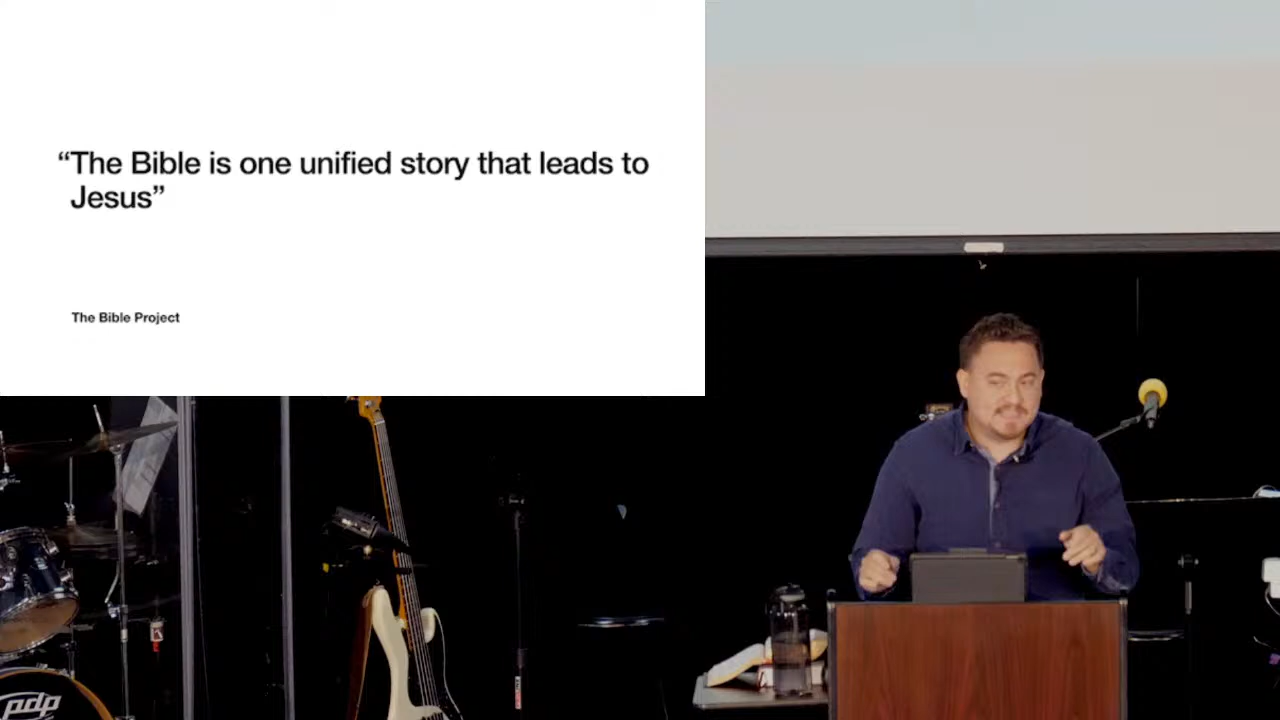 “The Bible is one unified story that leads to
Jesus”
The Bible Project
pdp